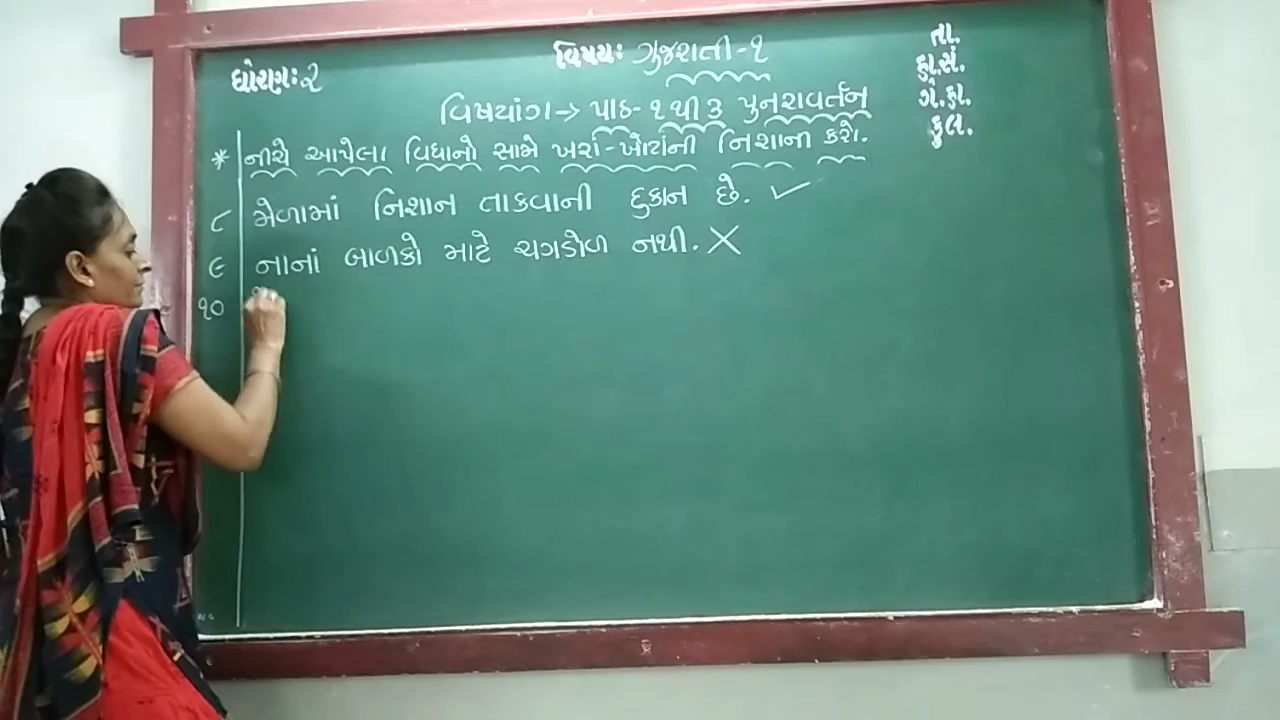 ધોરણઃ ૨
વિષયઃ ગુજરાતી-૧
તા.
હા.સં.
ગે.હા.
કુલ.
વિષયાંગ → પાઠ- ૧ થી ૩ પુનરાવર્તન
* નીચે આપેલા વિધાનો સામે ખરાં-ખોટાંની નિશાની કરો.
૮ મેળામાં નિશાન તાકવાની દુકાન છે. ✓
૯ નાનાં બાળકો માટે ચગડોળ નથી. ✗
૧૦